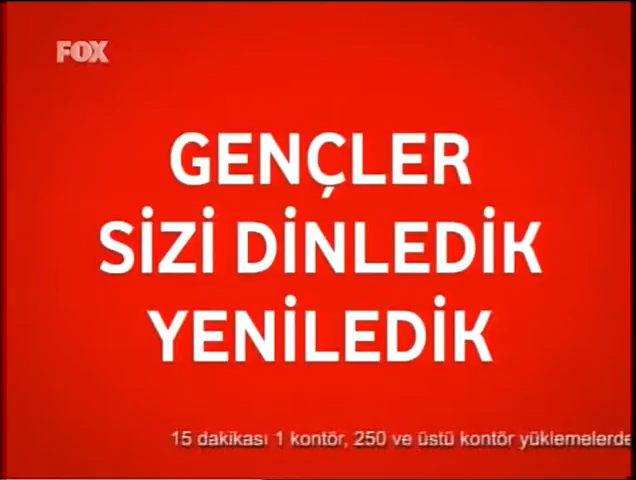 FOX
GENÇLER
SİZİ DİNLEDİK
YENİLEDİK
15 dakikası 1 kontör, 250 ve üstü kontör yüklemelerde